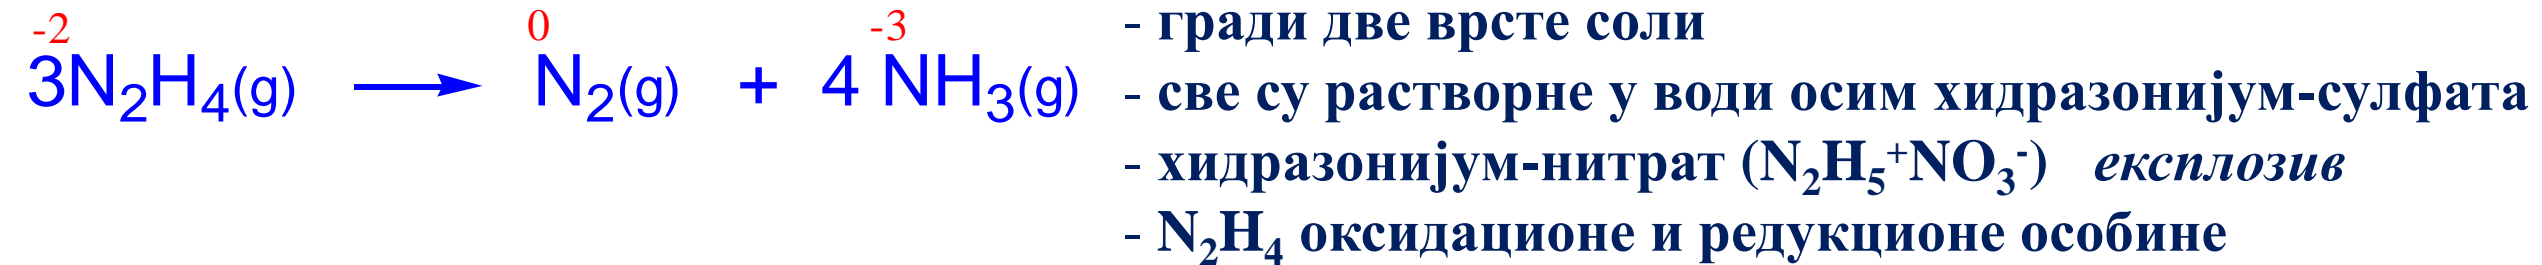 -2 0 -3
3N₂H₄(g) ⟶ N₂(g) + 4 NH₃(g)
- гради две врсте соли
- све су растворне у води осим хидразонијум-сулфата
- хидразонијум-нитрат (N₂H₅⁺NO₃⁻) експлозив
- N₂H₄ оксидационе и редукционе особине